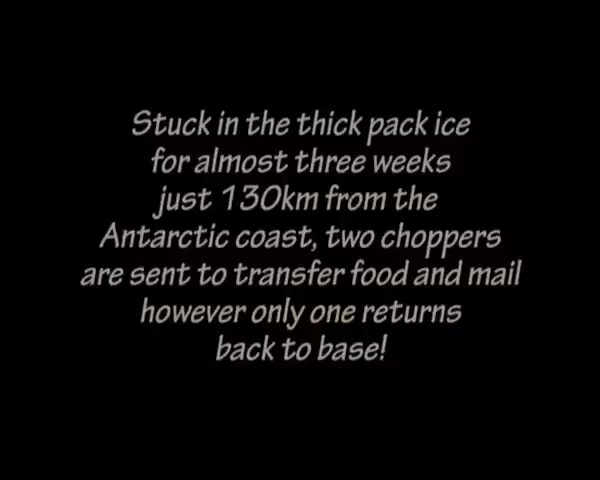 Stuck in the thick pack ice
for almost three weeks
just 130km from the
Antarctic coast, two choppers
are sent to transfer food and mail
however only one returns
back to base!